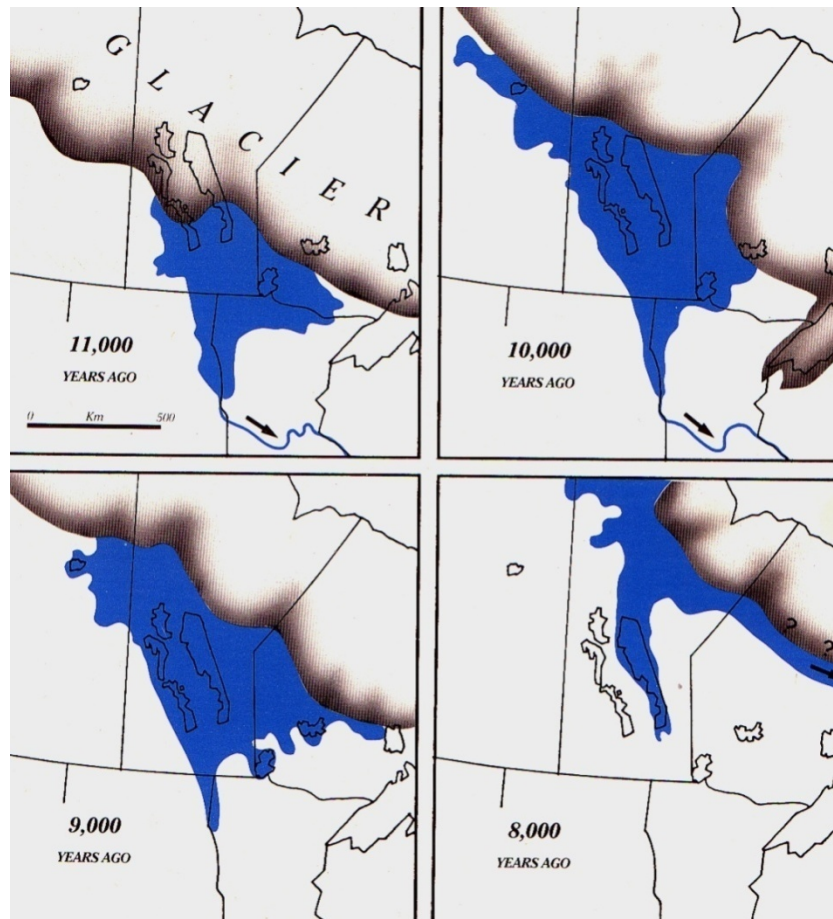 GLACIER
11,000
YEARS AGO
0 Km 500
10,000
YEARS AGO
9,000
YEARS AGO
8,000
YEARS AGO
? ?